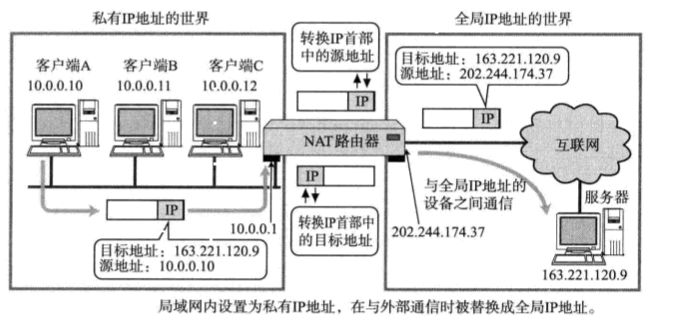 私有IP地址的世界
全局IP地址的世界
客户端A
10.0.0.10
客户端B
10.0.0.11
客户端C
10.0.0.12
转换IP首部
中的源地址
IP
目标地址：163.221.120.9
源地址：202.244.174.37
IP
NAT路由器
互联网
IP
IP
与全局IP地址的
设备之间通信
服务器
10.0.0.1
转换IP首部中
的目标地址
202.244.174.37
目标地址：163.221.120.9
源地址：10.0.0.10
163.221.120.9
局域网内设置为私有IP地址，在与外部通信时被替换成全局IP地址。